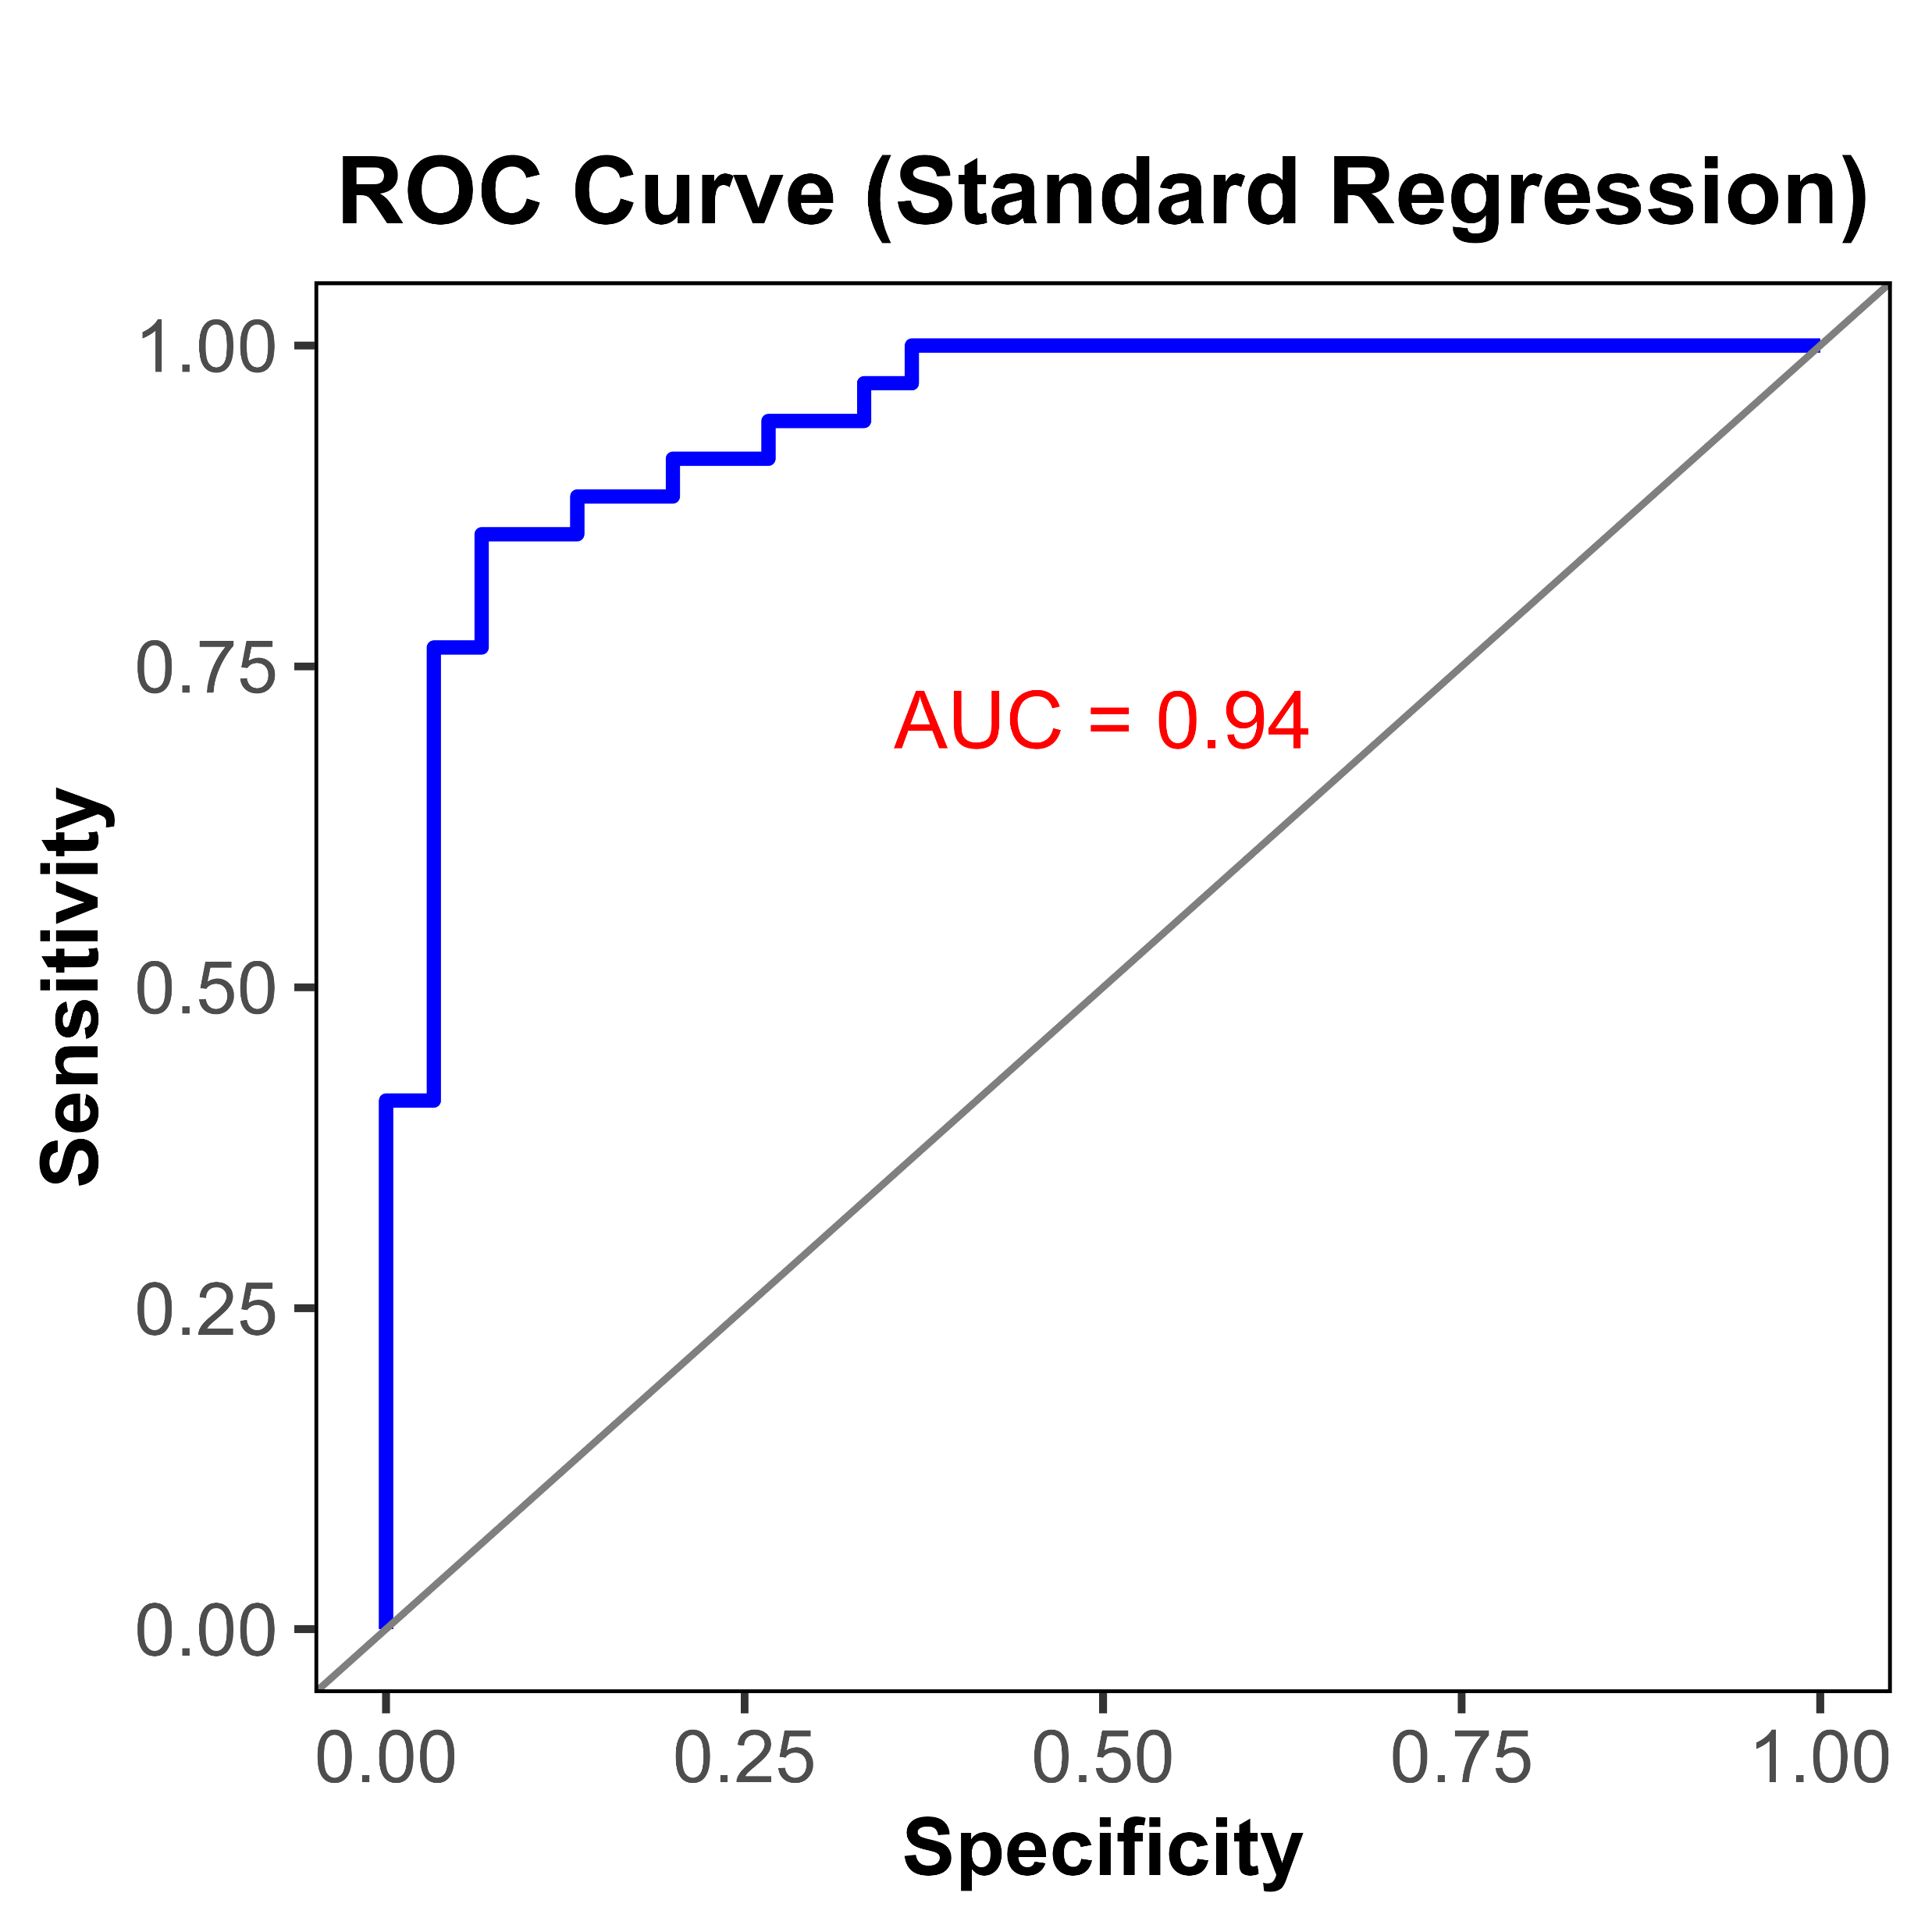 ROC Curve (Standard Regression)
1.00
0.75
0.50
0.25
0.00
Sensitivity
AUC = 0.94
0.00 0.25 0.50 0.75 1.00
Specificity